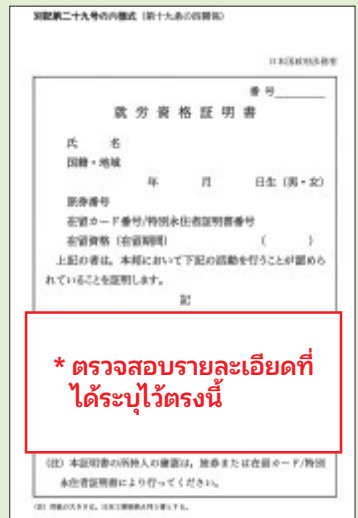 別記第二十九号の六様式（第十九条の四関係）
日本国政府法務省
番号
就労資格証明書
氏 名
国籍・地域
年 月 日生（男・女）
旅券番号
在留カード番号/特別永住者証明書番号
在留資格（在留期間） （ ）
上記の者は、本邦において下記の活動を行うことが認めら
れていることを証明します。
記
* ตรวจสอบรายละเอียดที่
ได้ระบุไว้ตรงนี้
（注）本証明書の所持人の確認は、旅券または在留カード/特別
永住者証明書により行ってください。